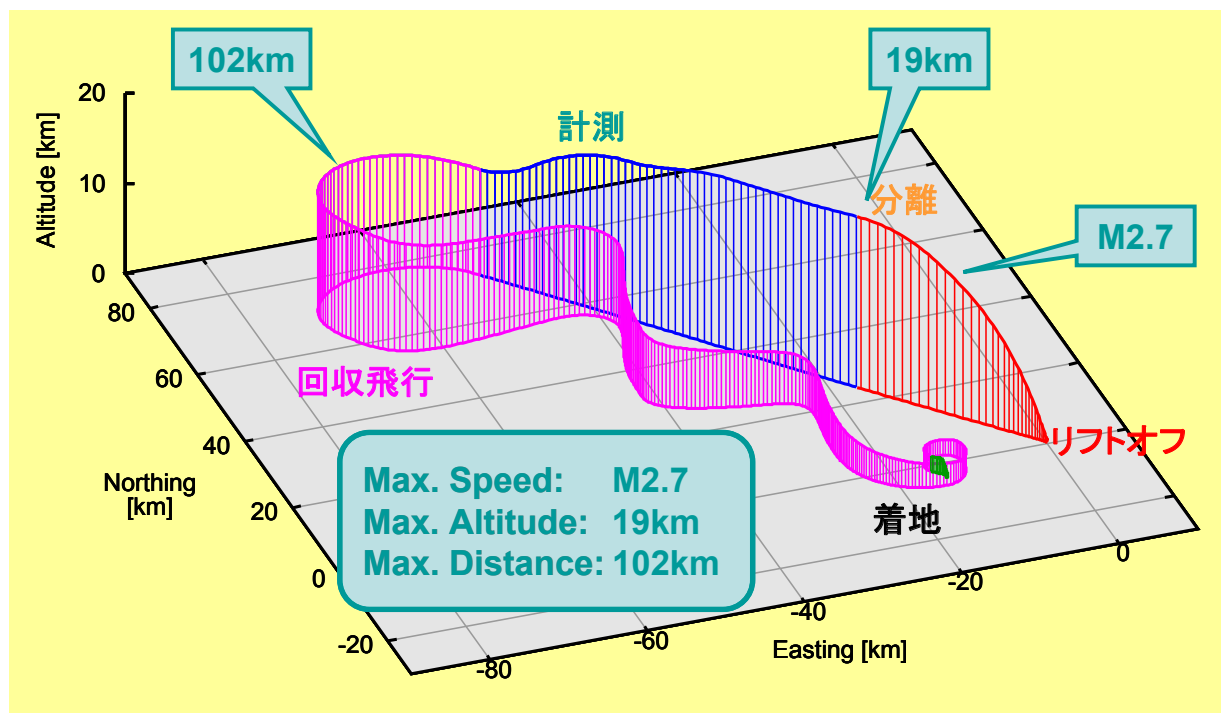 102km
19km
計測
分離
M2.7
20
10
0
Altitude [km]
80
60
40
20
0
-20
Northing
[km]
回収飛行
リフトオフ
着地
Max. Speed: M2.7
Max. Altitude: 19km
Max. Distance: 102km
-80
-60
-40
-20
0
Easting [km]